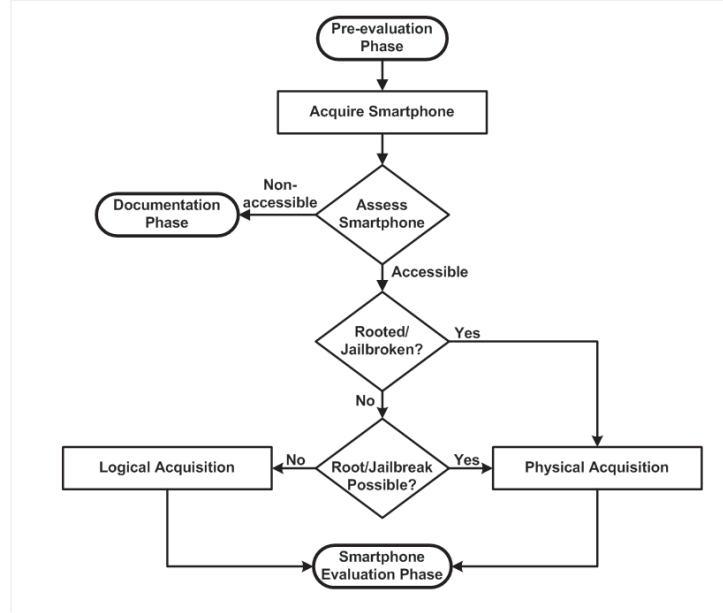 Pre-evaluation
Phase
Acquire Smartphone
Non-
accessible
Documentation
Phase
Assess
Smartphone
Accessible
Rooted/
Jailbroken?
Yes
No
Logical Acquisition
No
Root/Jailbreak
Possible?
Yes
Physical Acquisition
Smartphone
Evaluation Phase